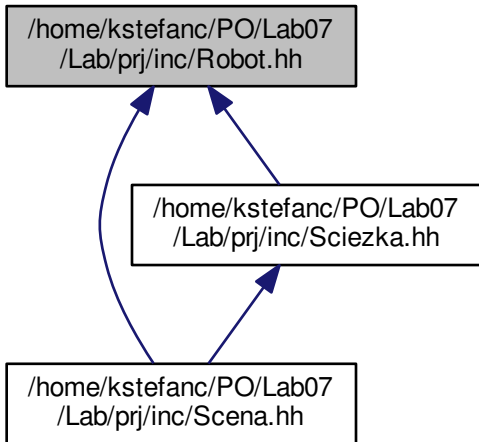 /home/kstefanc/PO/Lab07
/Lab/prj/inc/Robot.hh
/home/kstefanc/PO/Lab07
/Lab/prj/inc/Sciezka.hh
/home/kstefanc/PO/Lab07
/Lab/prj/inc/Scena.hh